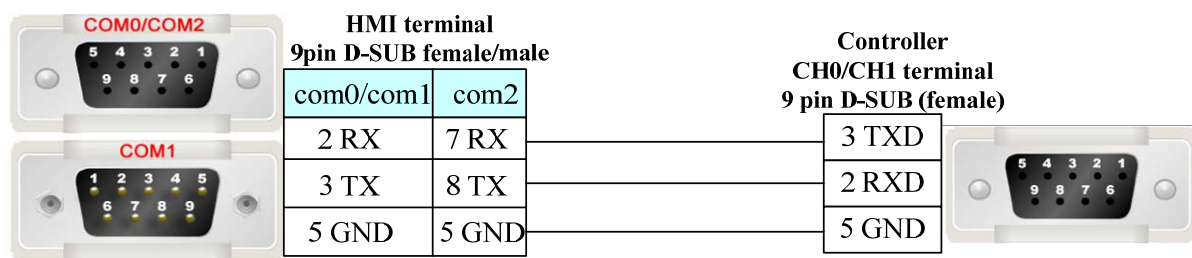 COM0/COM2
5 4 3 2 1
9 8 7 6
COM1
1 2 3 4 5
6 7 8 9
HMI terminal
9pin D-SUB female/male
com0/com1 com2
2 RX 7 RX
3 TX 8 TX
5 GND 5 GND
Controller
CH0/CH1 terminal
9 pin D-SUB (female)
3 TXD
2 RXD
5 GND
5 4 3 2 1
9 8 7 6